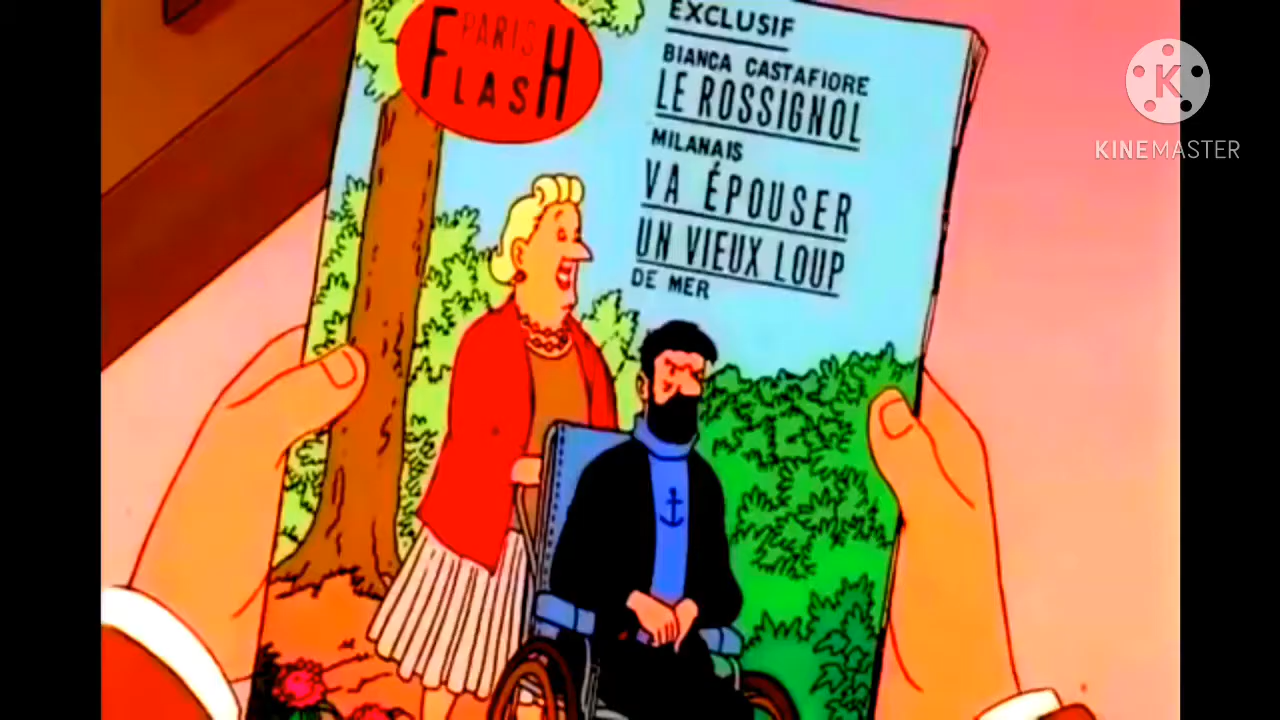 PARIS
FLASH
EXCLUSIF
BIANCA CASTAFIORE
LE ROSSIGNOL
MILANAIS
VA ÉPOUSER
UN VIEUX LOUP
DE MER
K
KINEMASTER